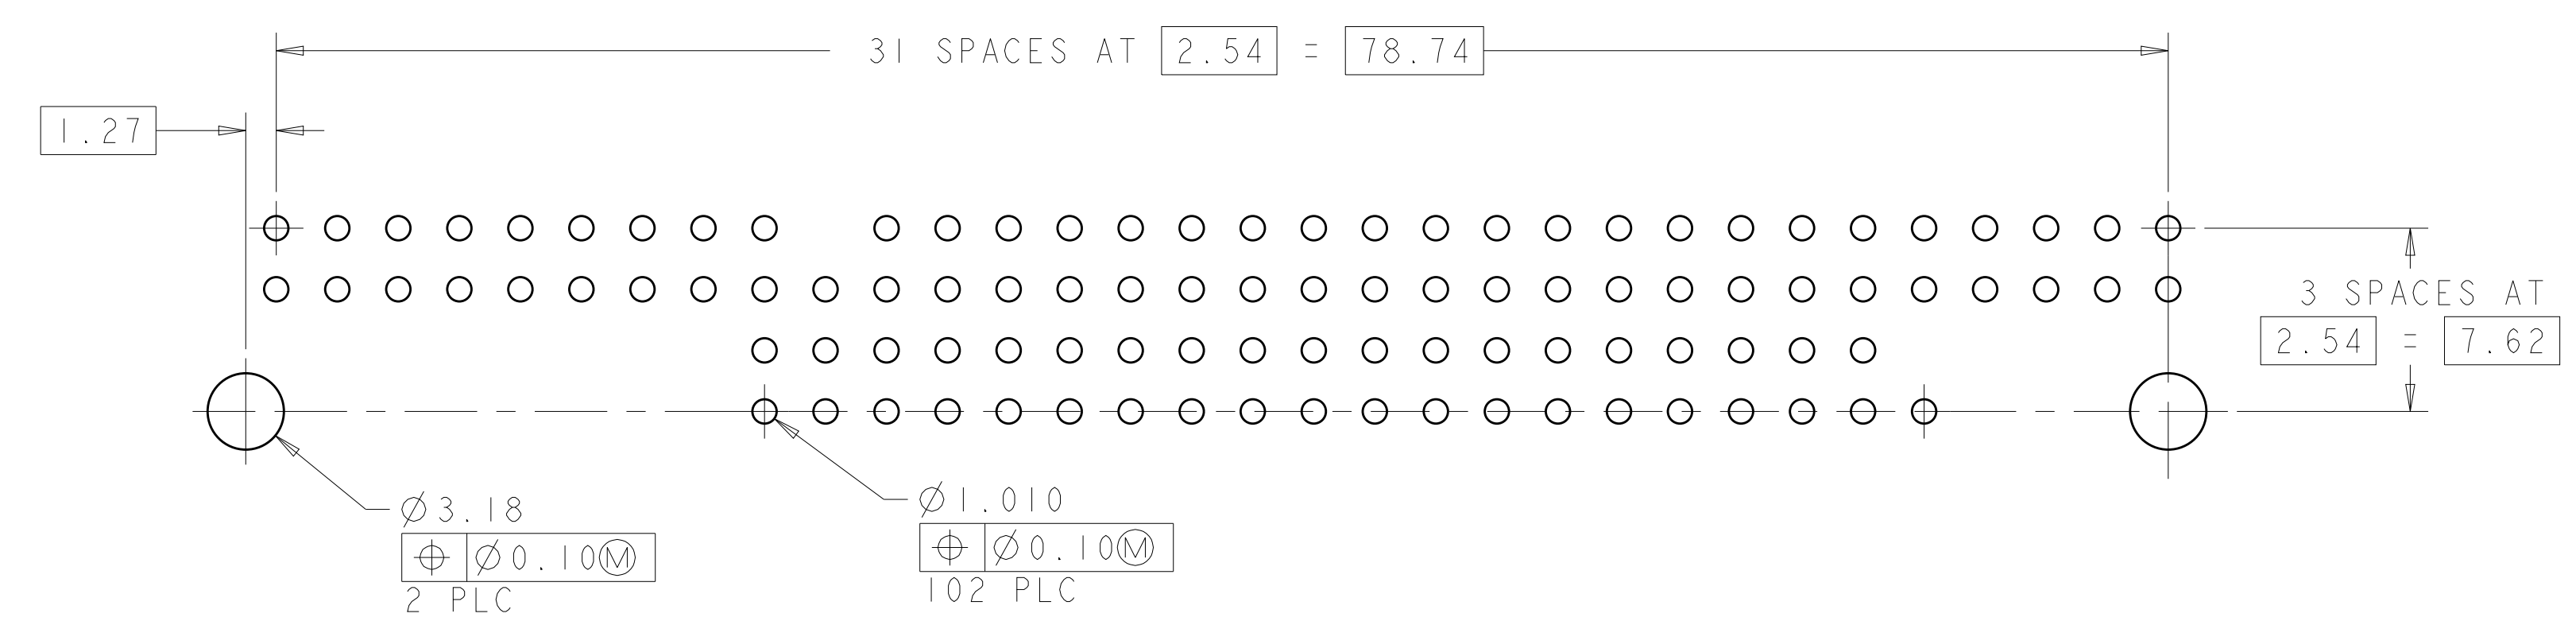 31 SPACES AT 2.54 = 78.74
1.27
3 SPACES AT
2.54 = 7.62
Ø3.18
⌖ Ø0.10Ⓜ
2 PLC
Ø1.010
⌖ Ø0.10Ⓜ
102 PLC